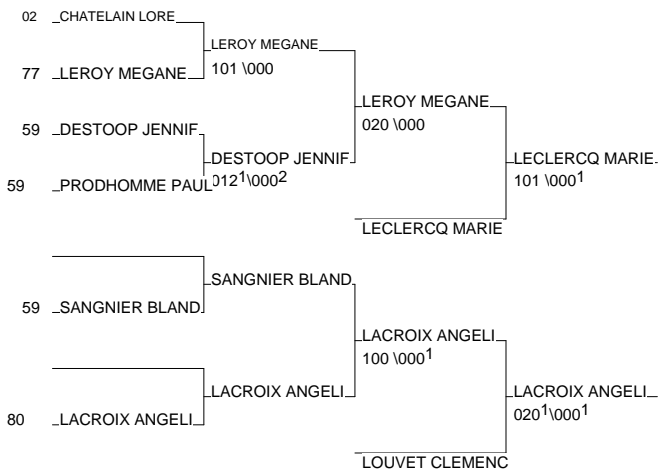 02 CHATELAIN LORE
LEROY MEGANE
77 LEROY MEGANE
101 \000
LEROY MEGANE
020 \000
59 DESTOOP JENNIF
DESTOOP JENNIF
012¹\000²
LECLERCQ MARIE
101 \000¹
59 PRODHOMME PAUL
LECLERCQ MARIE
SANGNIER BLAND
59 SANGNIER BLAND
LACROIX ANGELI
100 \000¹
LACROIX ANGELI
LACROIX ANGELI
020¹\000¹
80 LACROIX ANGELI
LOUVET CLEMENC